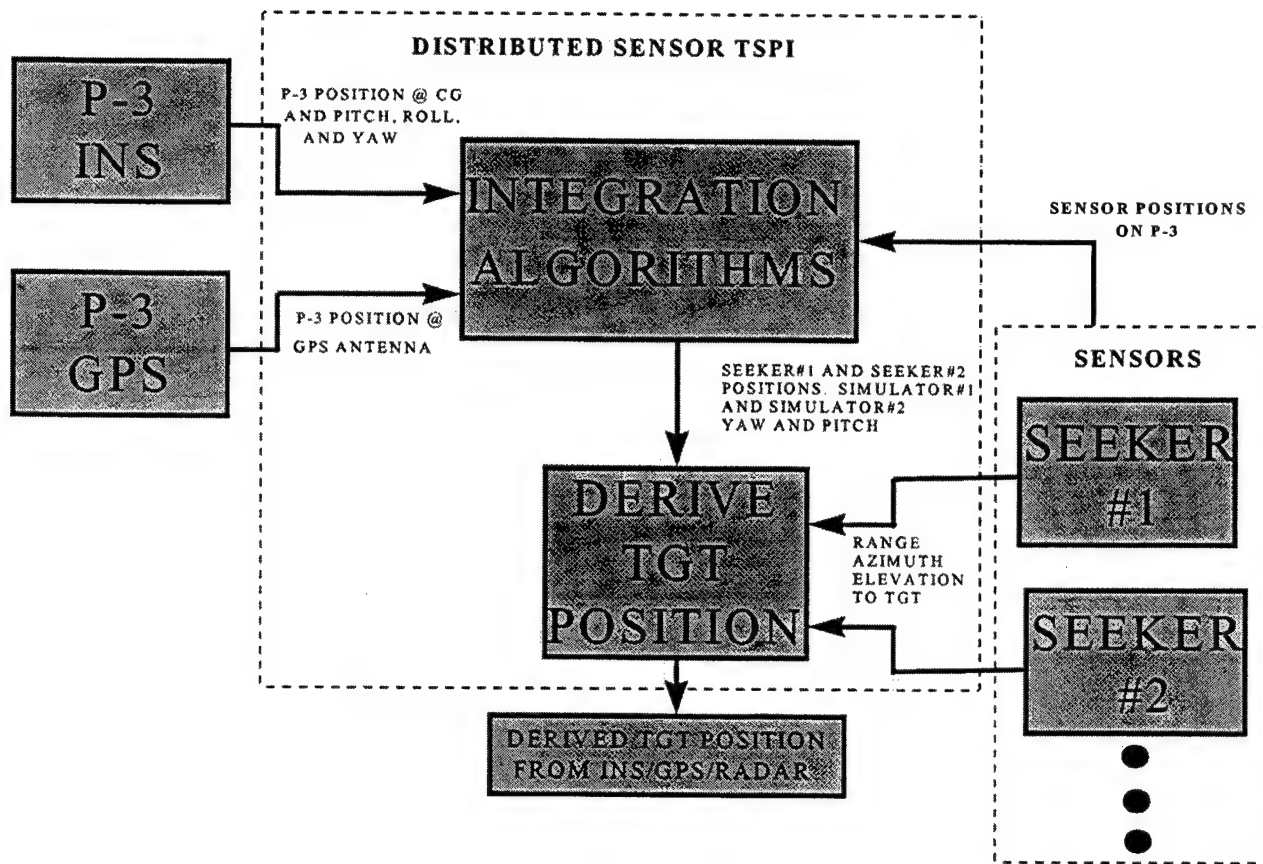 DISTRIBUTED SENSOR TSPI
P-3
INS
P-3 POSITION @ CG
AND PITCH, ROLL,
AND YAW
INTEGRATION
ALGORITHMS
SENSOR POSITIONS
ON P-3
P-3
GPS
P-3 POSITION @
GPS ANTENNA
SEEKER#1 AND SEEKER#2
POSITIONS. SIMULATOR#1
AND SIMULATOR#2
YAW AND PITCH
SENSORS
SEEKER
#1
DERIVE
TGT
POSITION
RANGE
AZIMUTH
ELEVATION
TO TGT
SEEKER
#2
DERIVED TGT POSITION
FROM INS/GPS/RADAR